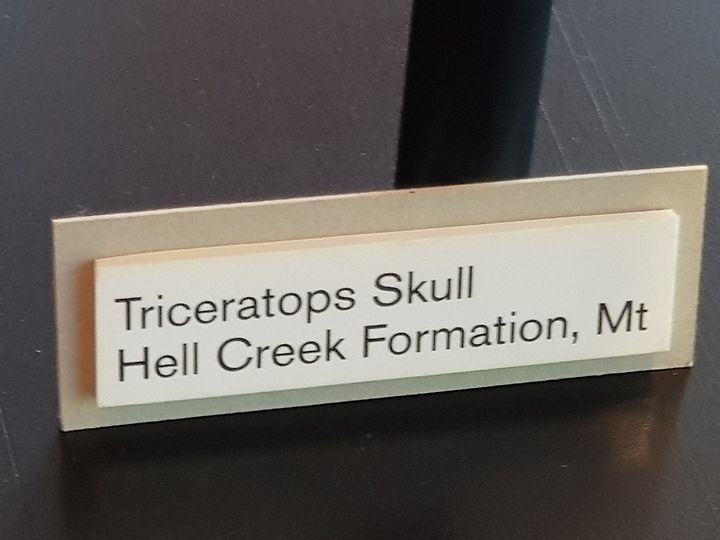 Triceratops Skull
Hell Creek Formation, Mt